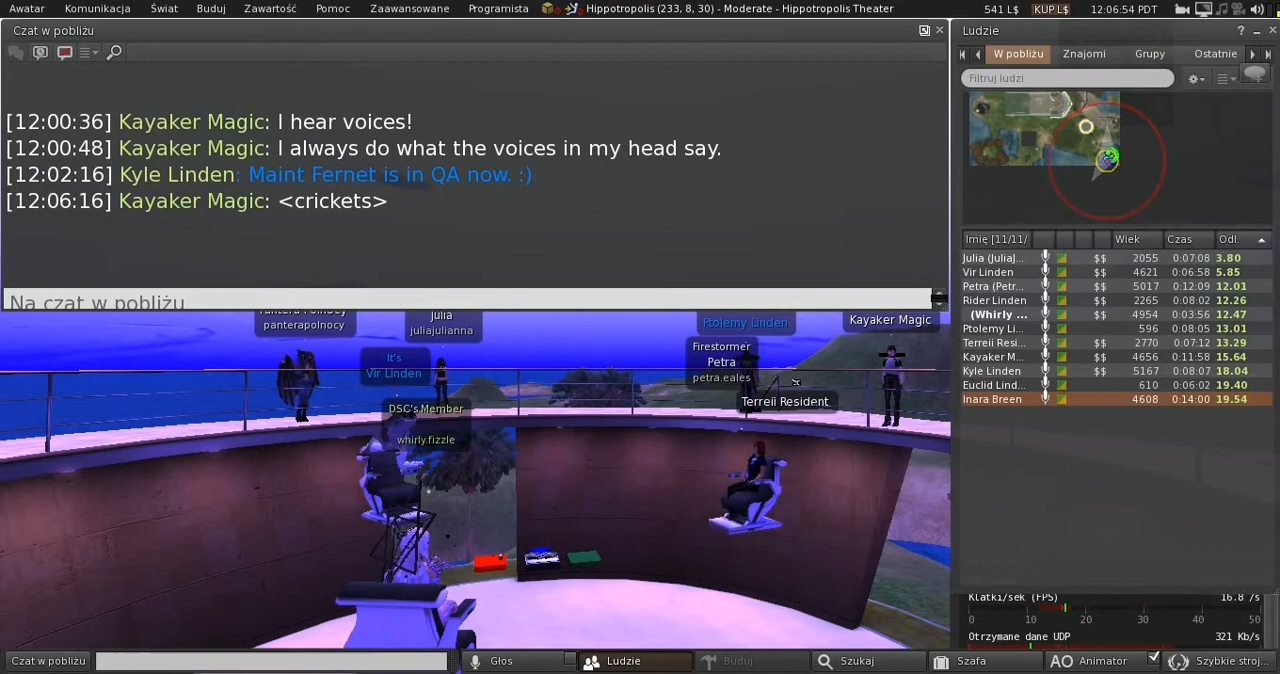 Awatar Komunikacja Świat Buduj Zawartość Pomoc Zaawansowane Programista Hippotropolis (233, 8, 30) - Moderate - Hippotropolis Theater 541 L$ KUP L$ 12:06:54 PDT
Czat w pobliżu
[12:00:36] Kayaker Magic: I hear voices!
[12:00:48] Kayaker Magic: I always do what the voices in my head say.
[12:02:16] Kyle Linden: Maint Fernet is in QA now. :)
[12:06:16] Kayaker Magic: <crickets>
Na czat w pobliżu
Ludzie ?
W pobliżu Znajomi Grupy Ostatnie
Filtruj ludzi
Imię [11/11/ Wiek Czas Odl.
Julia (JuliaJ... $$ 2055 0:07:08 3.80
Vir Linden $$ 4621 0:06:58 5.85
Petra (Petr... $$ 5017 0:12:09 12.01
Rider Linden $$ 2265 0:08:02 12.26
(Whirly ... $$ 4954 0:03:56 12.47
Ptolemy Li... 596 0:08:05 13.01
Terreii Resi... $$ 2770 0:07:12 13.29
Kayaker M... $$ 4656 0:11:58 15.64
Kyle Linden $$ 5167 0:08:07 18.04
Euclid Lind... 610 0:06:02 19.40
Inara Breen 4608 0:14:00 19.54
panterapolnocy
Julia
juliajulianna
It's
Vir Linden
DSC's Member
whirly.fizzle
Ptolemy Linden
Firestormer
Petra
petra.eales
Kayaker Magic
Terreii Resident
Klatki/sek (FPS) 16.8 /s
0 10 20 30 40 50
Otrzymane dane UDP 321 Kb/s
Czat w pobliżu Głos Ludzie Buduj Szukaj Szafa AO Animator Szybkie stroj...